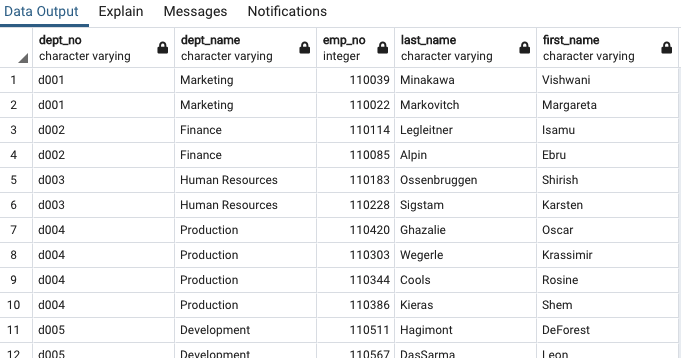 Data Output Explain Messages Notifications
dept_no dept_name emp_no last_name first_name
character varying character varying integer character varying character varying
1 d001 Marketing 110039 Minakawa Vishwani
2 d001 Marketing 110022 Markovitch Margareta
3 d002 Finance 110114 Legleitner Isamu
4 d002 Finance 110085 Alpin Ebru
5 d003 Human Resources 110183 Ossenbruggen Shirish
6 d003 Human Resources 110228 Sigstam Karsten
7 d004 Production 110420 Ghazalie Oscar
8 d004 Production 110303 Wegerle Krassimir
9 d004 Production 110344 Cools Rosine
10 d004 Production 110386 Kieras Shem
11 d005 Development 110511 Hagimont DeForest
12 d005 Development 110567 DasSarma Leon